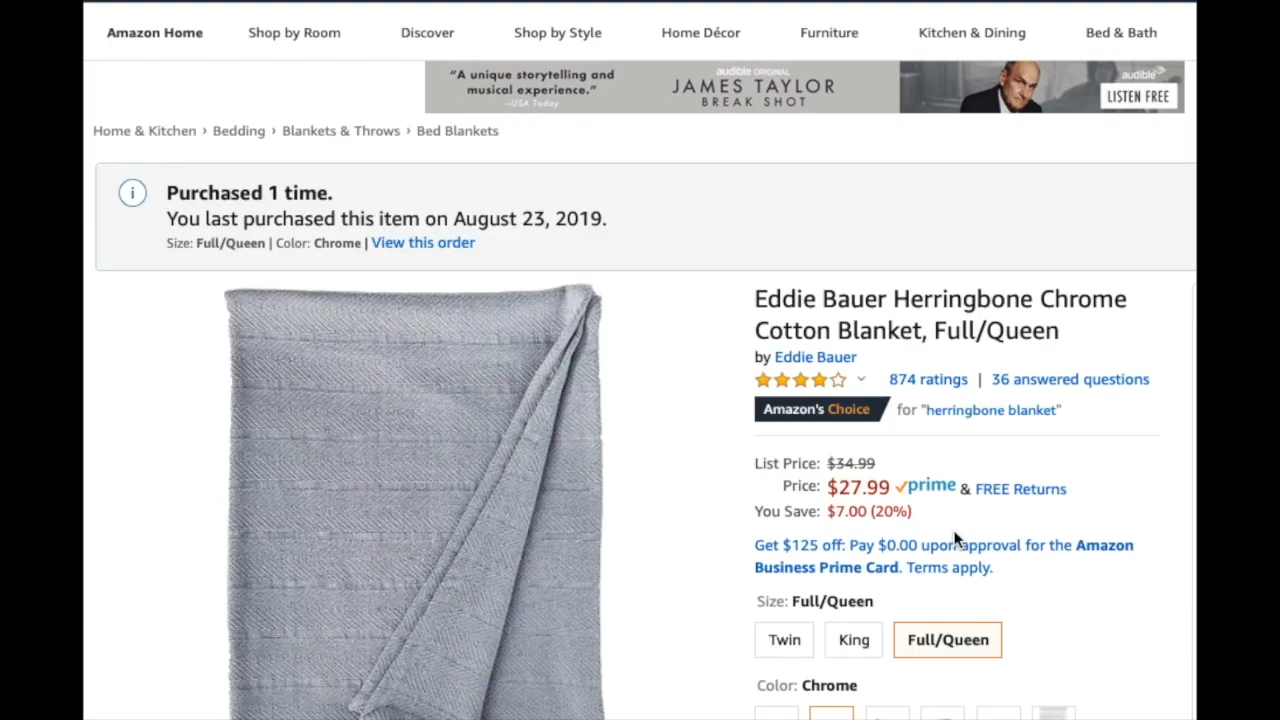 Amazon Home Shop by Room Discover Shop by Style Home Décor Furniture Kitchen & Dining Bed & Bath
“A unique storytelling and
musical experience.”
—USA Today
audible ORIGINAL
JAMES TAYLOR
BREAK SHOT
audible
LISTEN FREE
Home & Kitchen › Bedding › Blankets & Throws › Bed Blankets
i
Purchased 1 time.
You last purchased this item on August 23, 2019.
Size: Full/Queen | Color: Chrome | View this order
Eddie Bauer Herringbone Chrome
Cotton Blanket, Full/Queen
by Eddie Bauer
874 ratings | 36 answered questions
Amazon's Choice for "herringbone blanket"
List Price: $34.99
Price: $27.99 prime & FREE Returns
You Save: $7.00 (20%)
Get $125 off: Pay $0.00 upon approval for the Amazon
Business Prime Card. Terms apply.
Size: Full/Queen
Twin King Full/Queen
Color: Chrome